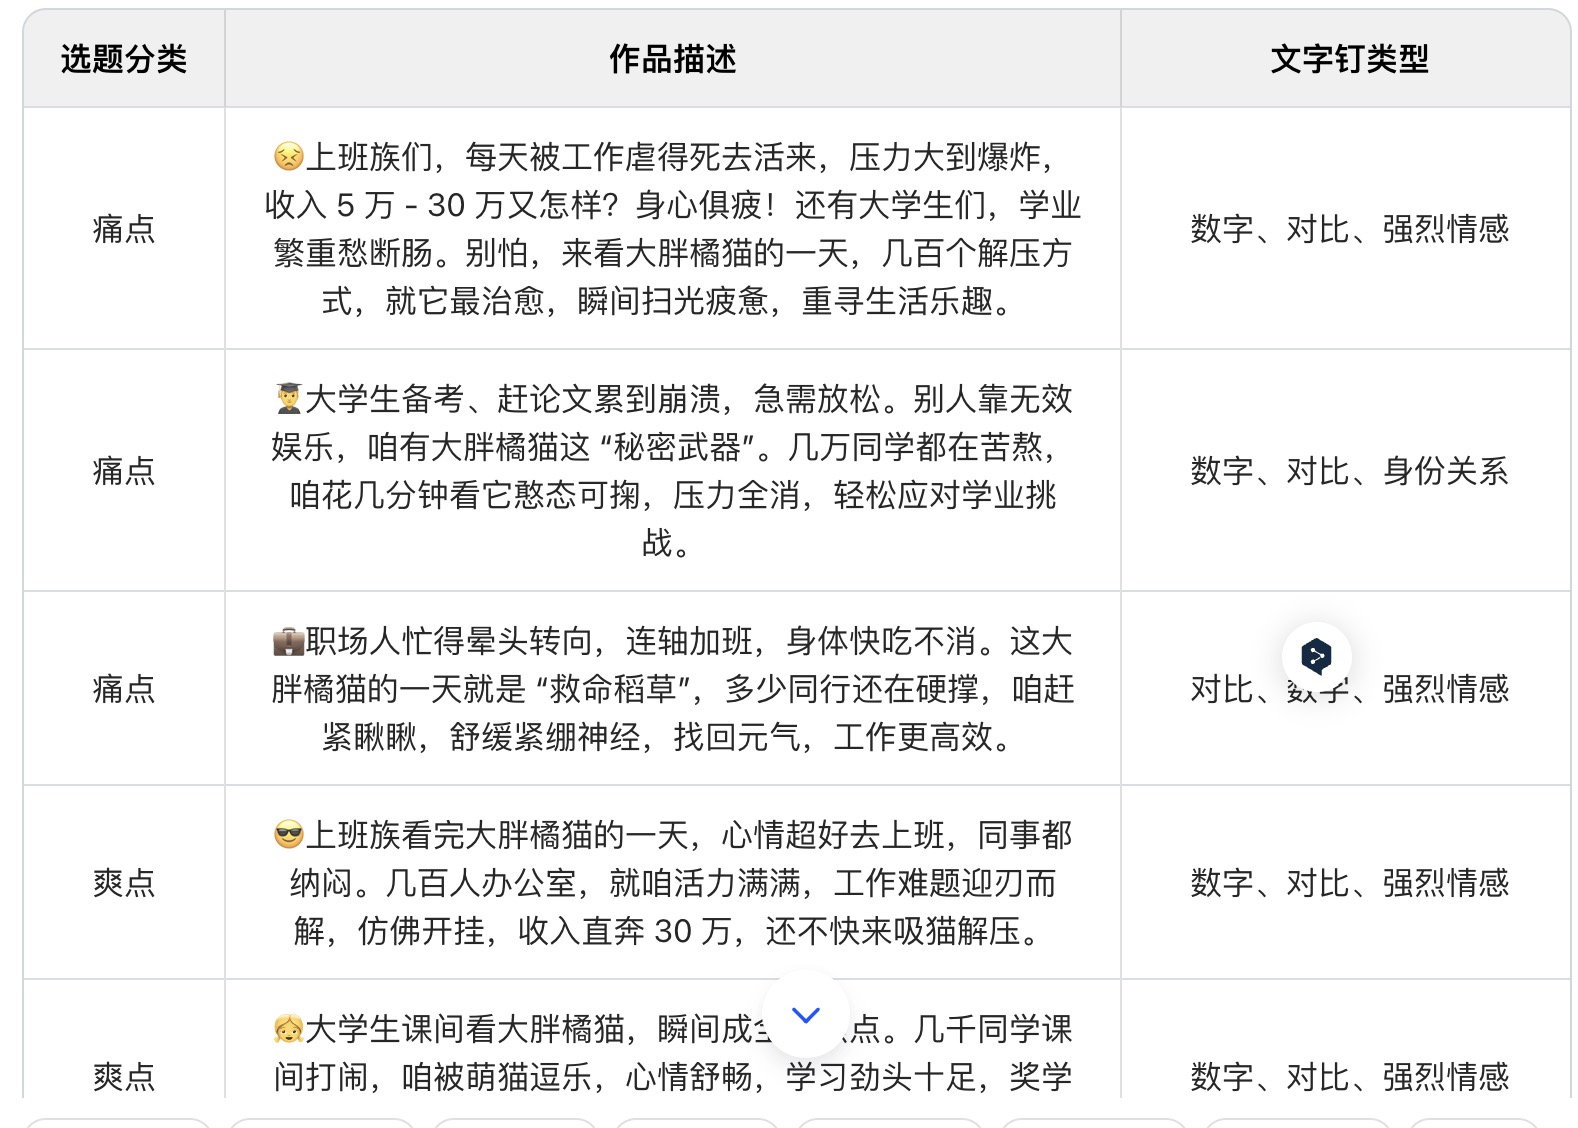 选题分类 作品描述 文字钉类型
😣上班族们，每天被工作虐得死去活来，压力大到爆炸，
收入 5 万 - 30 万又怎样？身心俱疲！还有大学生们，学业
繁重愁断肠。别怕，来看大胖橘猫的一天，几百个解压方
式，就它最治愈，瞬间扫光疲惫，重寻生活乐趣。
痛点
数字、对比、强烈情感
👨‍🎓大学生备考、赶论文累到崩溃，急需放松。别人靠无效
娱乐，咱有大胖橘猫这 “秘密武器”。几万同学都在苦熬，
咱花几分钟看它憨态可掬，压力全消，轻松应对学业挑
战。
痛点
数字、对比、身份关系
💼职场人忙得晕头转向，连轴加班，身体快吃不消。这大
胖橘猫的一天就是 “救命稻草”，多少同行还在硬撑，咱赶
紧瞅瞅，舒缓紧绷神经，找回元气，工作更高效。
痛点
对比、数字、强烈情感
😎上班族看完大胖橘猫的一天，心情超好去上班，同事都
纳闷。几百人办公室，就咱活力满满，工作难题迎刃而
解，仿佛开挂，收入直奔 30 万，还不快来吸猫解压。
爽点
数字、对比、强烈情感
👧大学生课间看大胖橘猫，瞬间成 点。几千同学课
间打闹，咱被萌猫逗乐，心情舒畅，学习劲头十足，奖学
爽点
数字、对比、强烈情感